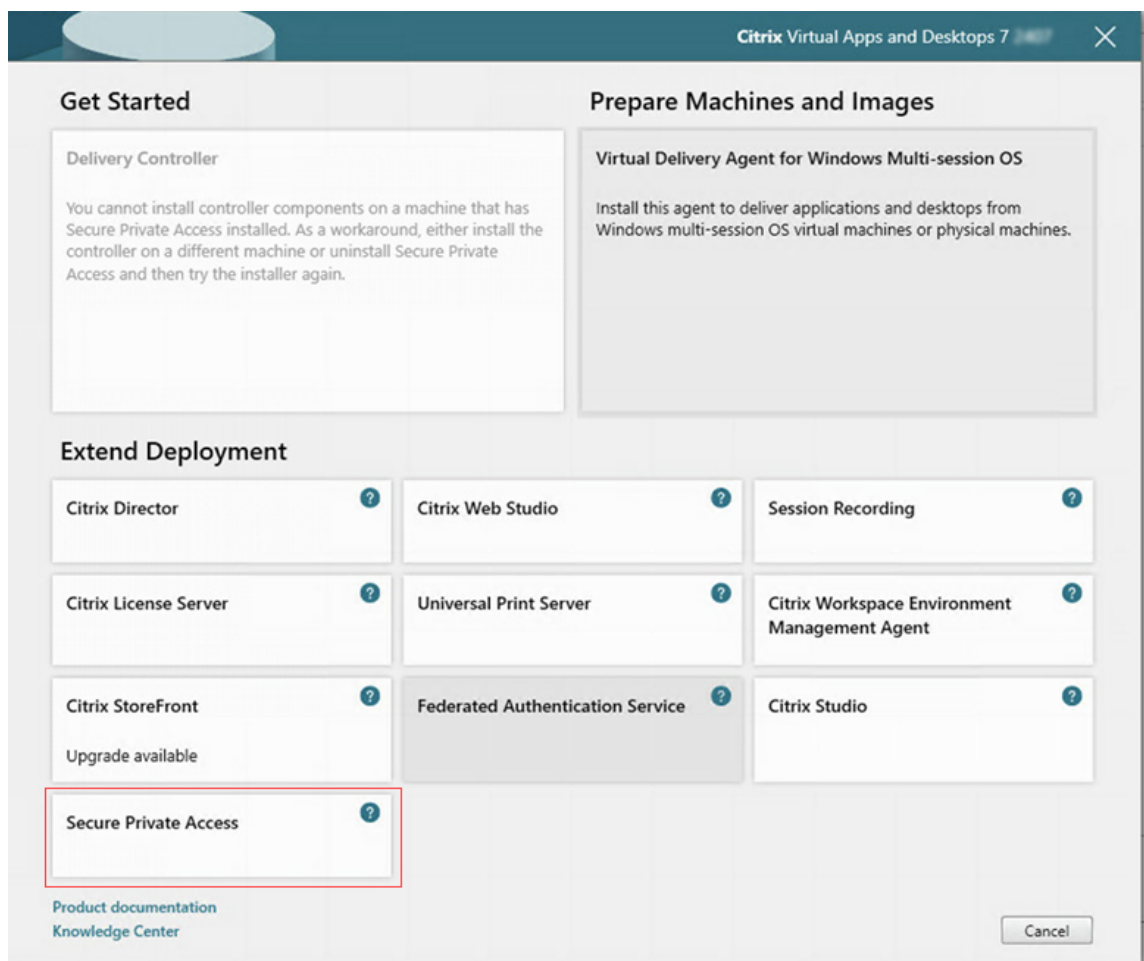 Citrix Virtual Apps and Desktops 7
Get Started
Delivery Controller
You cannot install controller components on a machine that has
Secure Private Access installed. As a workaround, either install the
controller on a different machine or uninstall Secure Private
Access and then try the installer again.
Prepare Machines and Images
Virtual Delivery Agent for Windows Multi-session OS
Install this agent to deliver applications and desktops from
Windows multi-session OS virtual machines or physical machines.
Extend Deployment
Citrix Director ?
Citrix Web Studio ?
Session Recording ?
Citrix License Server ?
Universal Print Server ?
Citrix Workspace Environment ?
Management Agent
Citrix StoreFront ?
Upgrade available
Federated Authentication Service ?
Citrix Studio ?
Secure Private Access ?
Product documentation
Knowledge Center
Cancel